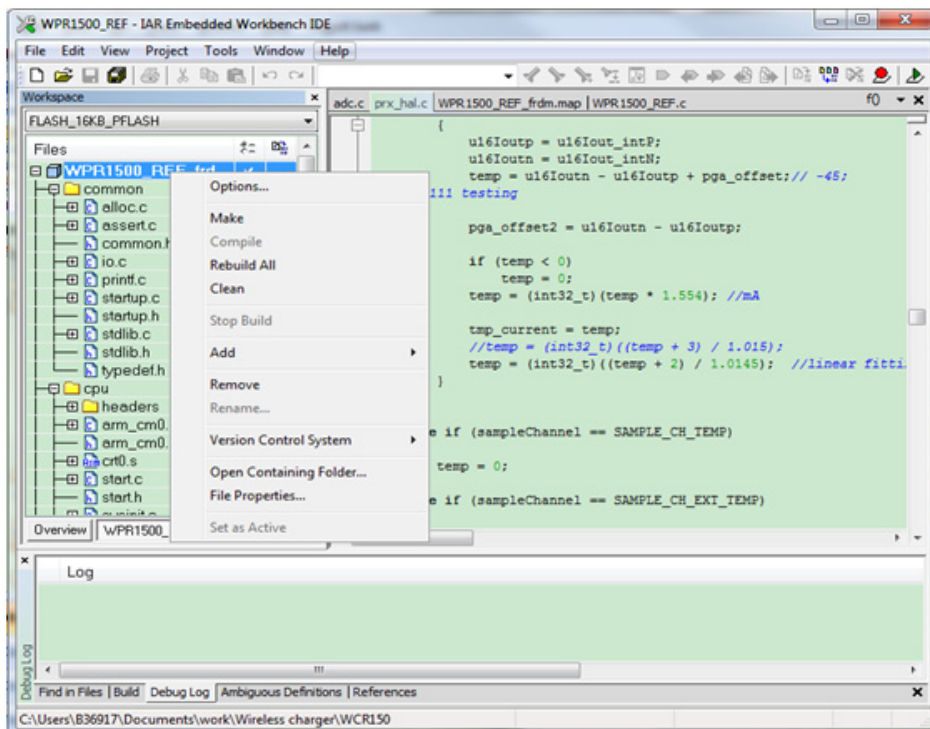 WPR1500_REF - IAR Embedded Workbench IDE
File Edit View Project Tools Window Help
Workspace
FLASH_16KB_PFLASH
Files
WPR1500_REF_frd
common
alloc.c
assert.c
common.h
io.c
printf.c
startup.c
startup.h
stdlib.c
stdlib.h
typedef.h
cpu
headers
arm_cm0.
arm_cm0.
crt0.s
start.c
start.h
Overview WPR1500_
Options...
Make
Compile
Rebuild All
Clean
Stop Build
Add
Remove
Rename...
Version Control System
Open Containing Folder...
File Properties...
Set as Active
adc.c prx_hal.c WPR1500_REF_frdm.map WPR1500_REF.c f()
{
u16Ioutp = u16Iout_intP;
u16Ioutn = u16Iout_intN;
temp = u16Ioutn - u16Ioutp + pga_offset;// -45;
111 testing
pga_offset2 = u16Ioutn - u16Ioutp;
if (temp < 0)
temp = 0;
temp = (int32_t)(temp * 1.554); //mA
tmp_current = temp;
//temp = (int32_t)((temp + 3) / 1.015);
temp = (int32_t)((temp + 2) / 1.0145); //linear fitti
}
e if (sampleChannel == SAMPLE_CH_TEMP)
temp = 0;
e if (sampleChannel == SAMPLE_CH_EXT_TEMP)
Log
Debug Log
Find in Files Build Debug Log Ambiguous Definitions References
C:\Users\B36917\Documents\work\Wireless charger\WCR150